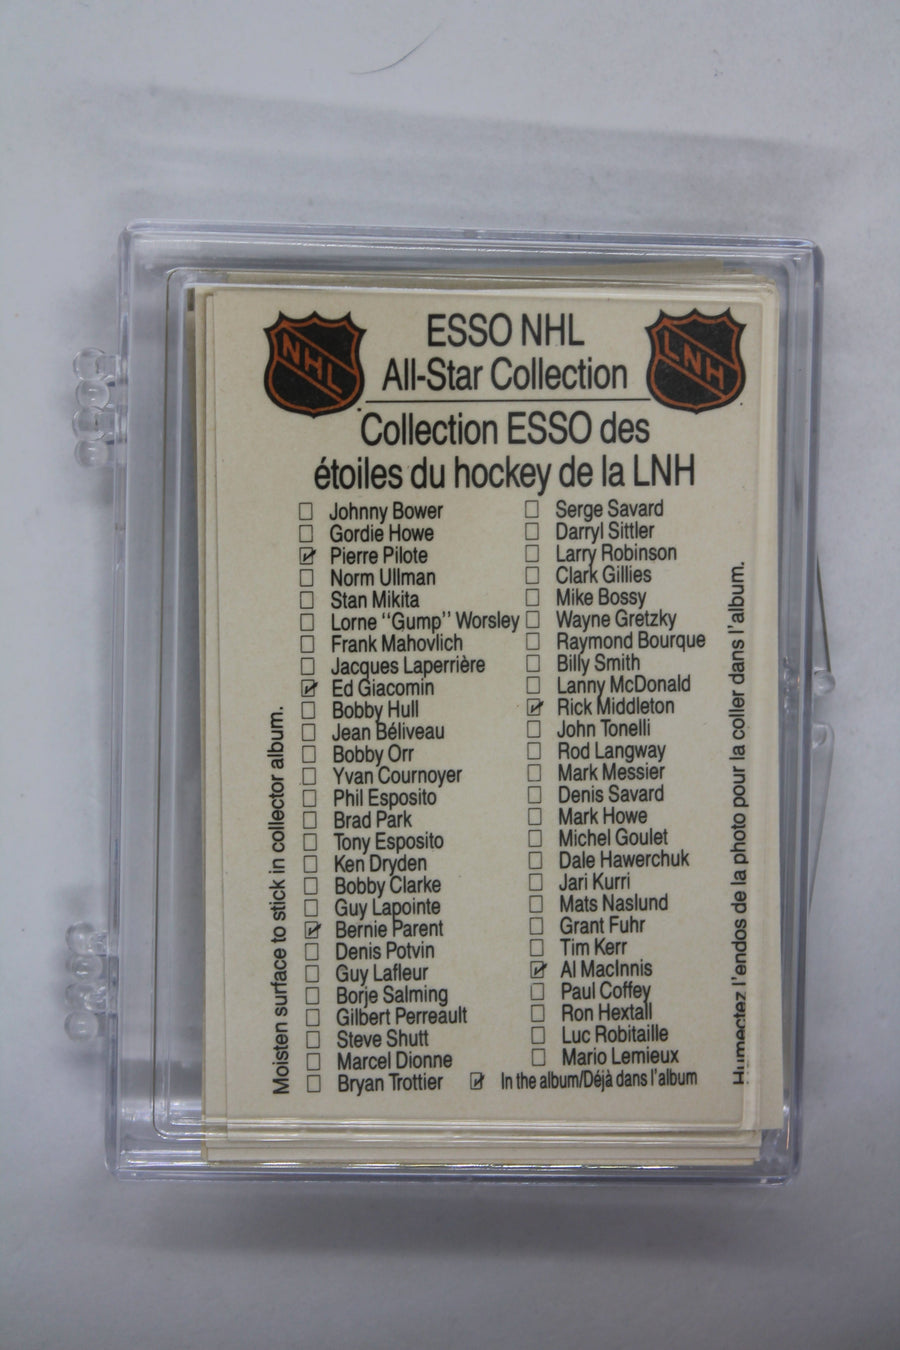 NHL
ESSO NHL
All-Star Collection
LNH
Collection ESSO des
étoiles du hockey de la LNH
☐ Johnny Bower
☐ Gordie Howe
☑ Pierre Pilote
☐ Norm Ullman
☐ Stan Mikita
☐ Lorne "Gump" Worsley
☐ Frank Mahovlich
☐ Jacques Laperrière
☑ Ed Giacomin
☐ Bobby Hull
☐ Jean Béliveau
☐ Bobby Orr
☐ Yvan Cournoyer
☐ Phil Esposito
☐ Brad Park
☐ Tony Esposito
☐ Ken Dryden
☐ Bobby Clarke
☐ Guy Lapointe
☑ Bernie Parent
☐ Denis Potvin
☐ Guy Lafleur
☐ Borje Salming
☐ Gilbert Perreault
☐ Steve Shutt
☐ Marcel Dionne
☐ Bryan Trottier
☐ Serge Savard
☐ Darryl Sittler
☐ Larry Robinson
☐ Clark Gillies
☐ Mike Bossy
☐ Wayne Gretzky
☐ Raymond Bourque
☐ Billy Smith
☐ Lanny McDonald
☑ Rick Middleton
☐ John Tonelli
☐ Rod Langway
☐ Mark Messier
☐ Denis Savard
☐ Mark Howe
☐ Michel Goulet
☐ Dale Hawerchuk
☐ Jari Kurri
☐ Mats Naslund
☐ Grant Fuhr
☐ Tim Kerr
☑ Al MacInnis
☐ Paul Coffey
☐ Ron Hextall
☐ Luc Robitaille
☐ Mario Lemieux
☑ In the album/Déjà dans l'album
Moisten surface to stick in collector album.
Humectez l'endos de la photo pour la coller dans l'album.